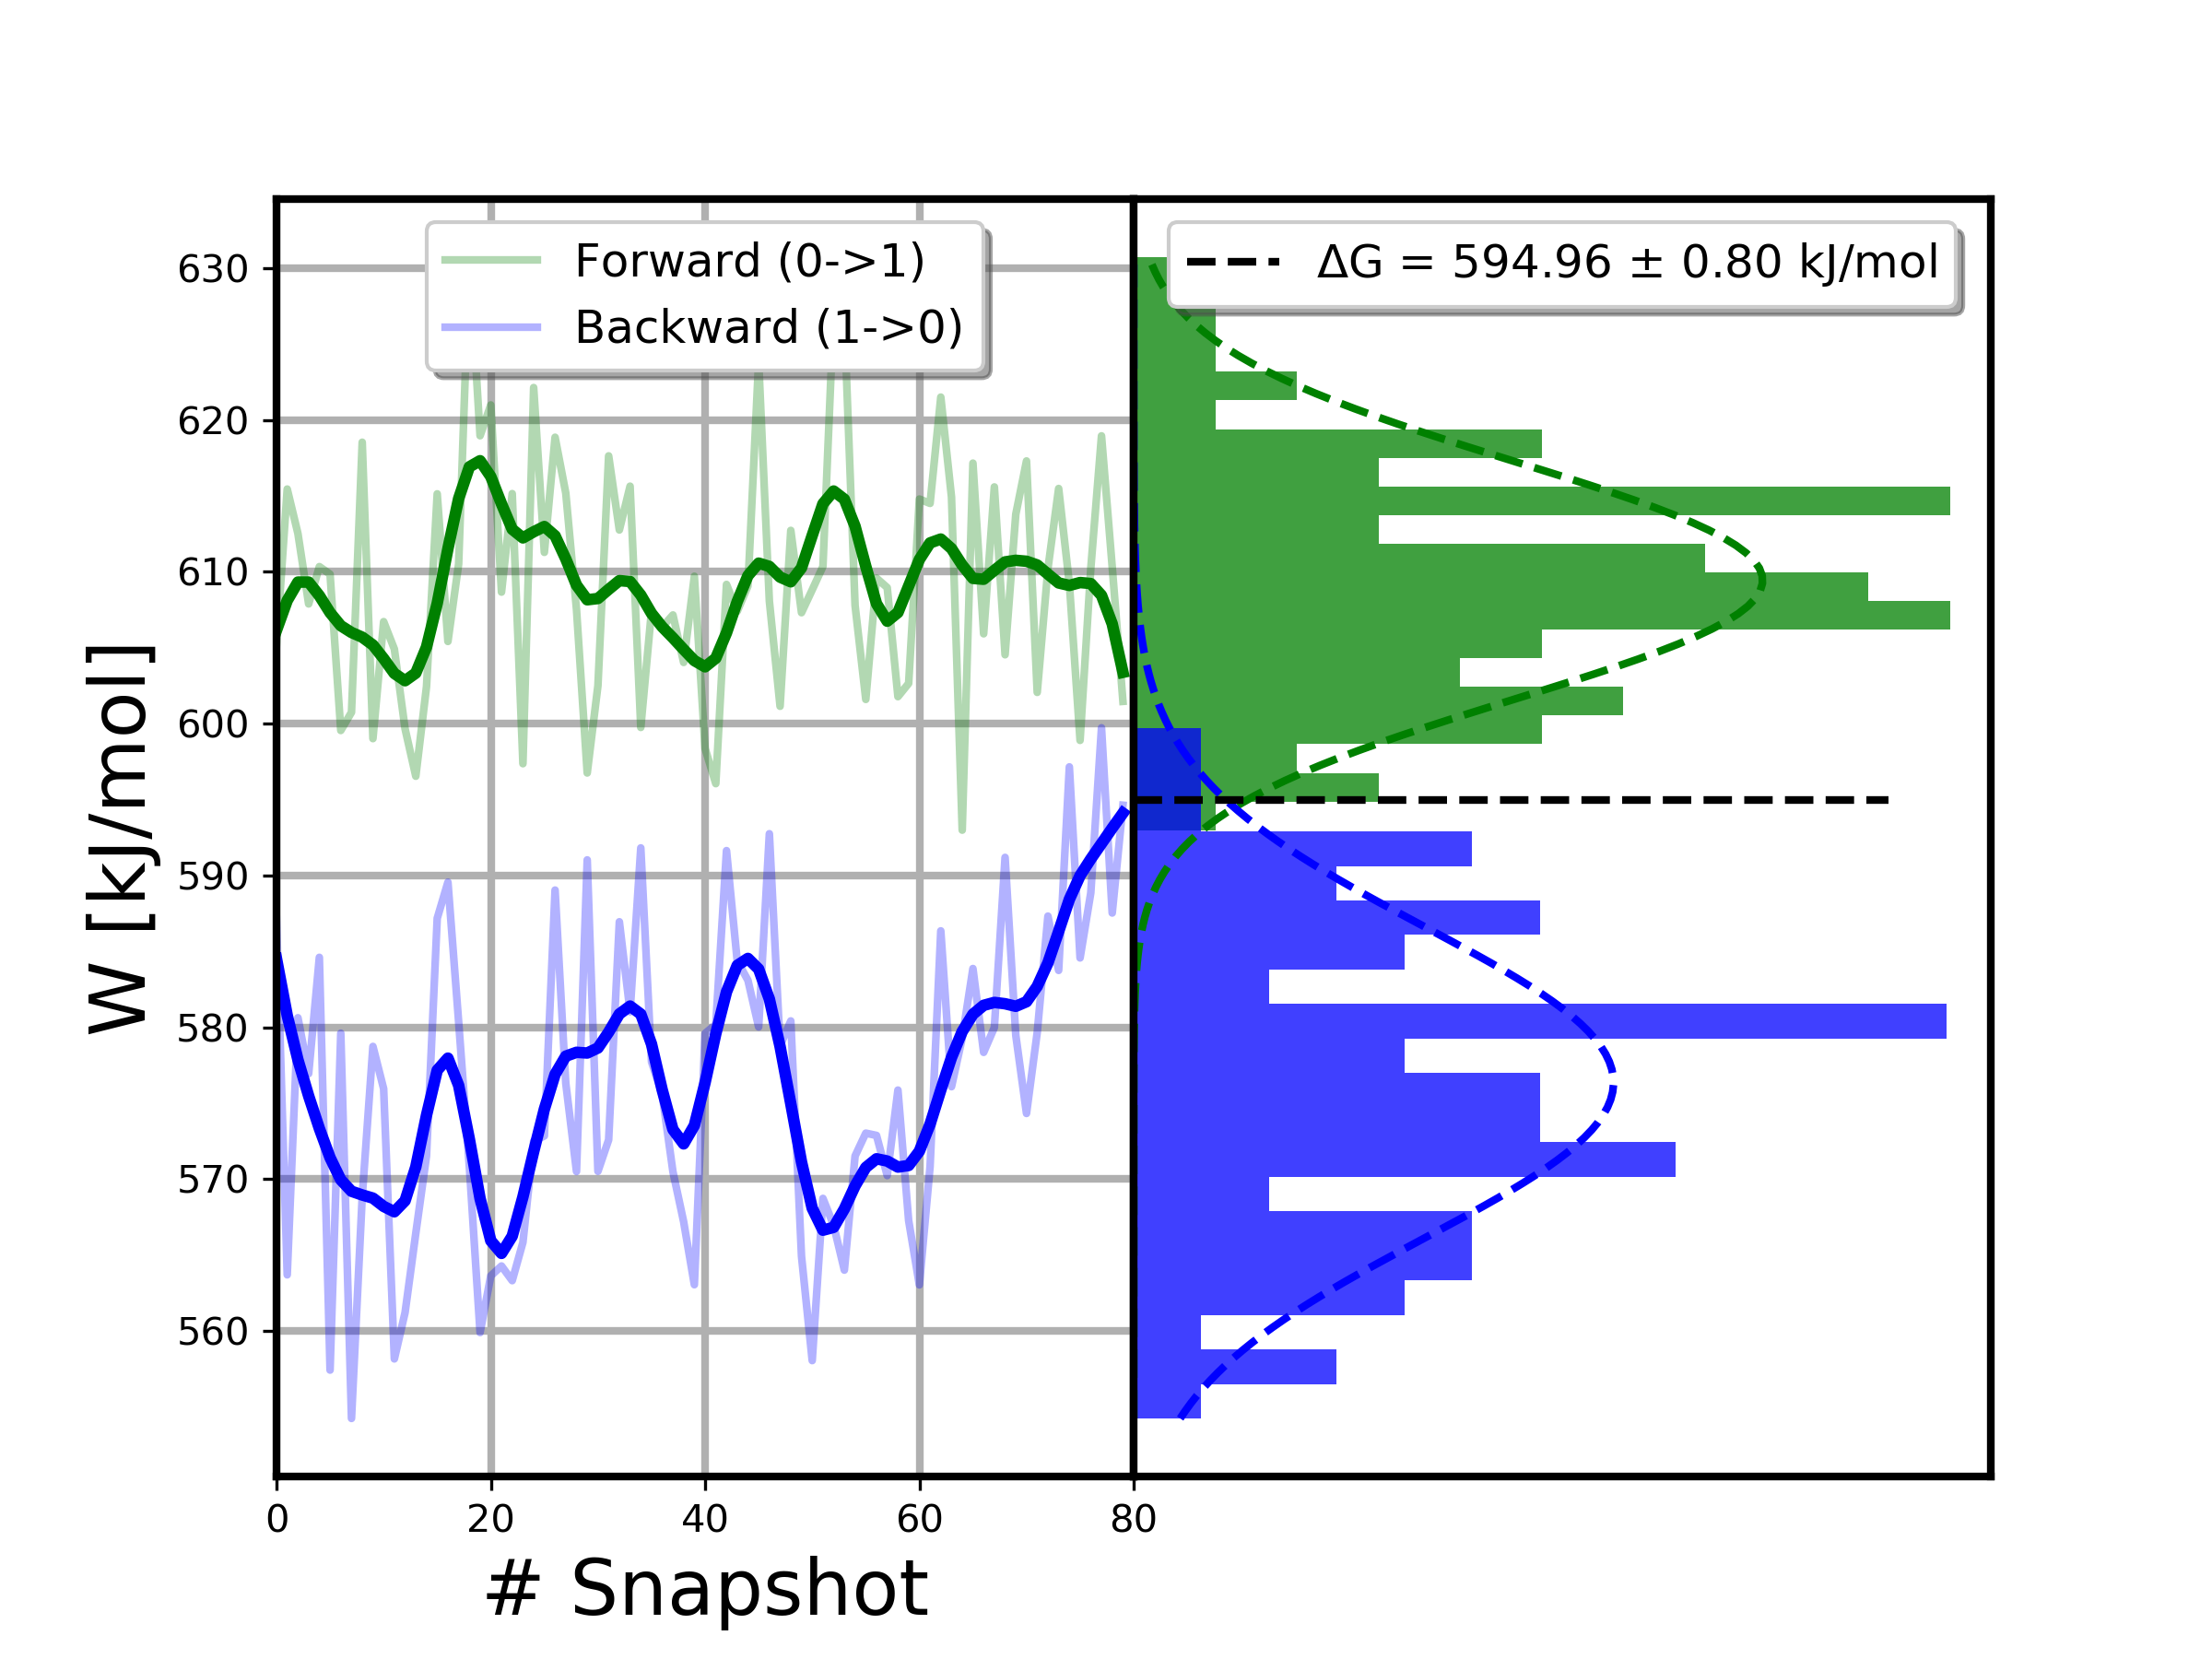 Forward (0->1)
Backward (1->0)
ΔG = 594.96 ± 0.80 kJ/mol
630
620
610
600
590
580
570
560
W [kJ/mol]
0
20
40
60
80
# Snapshot